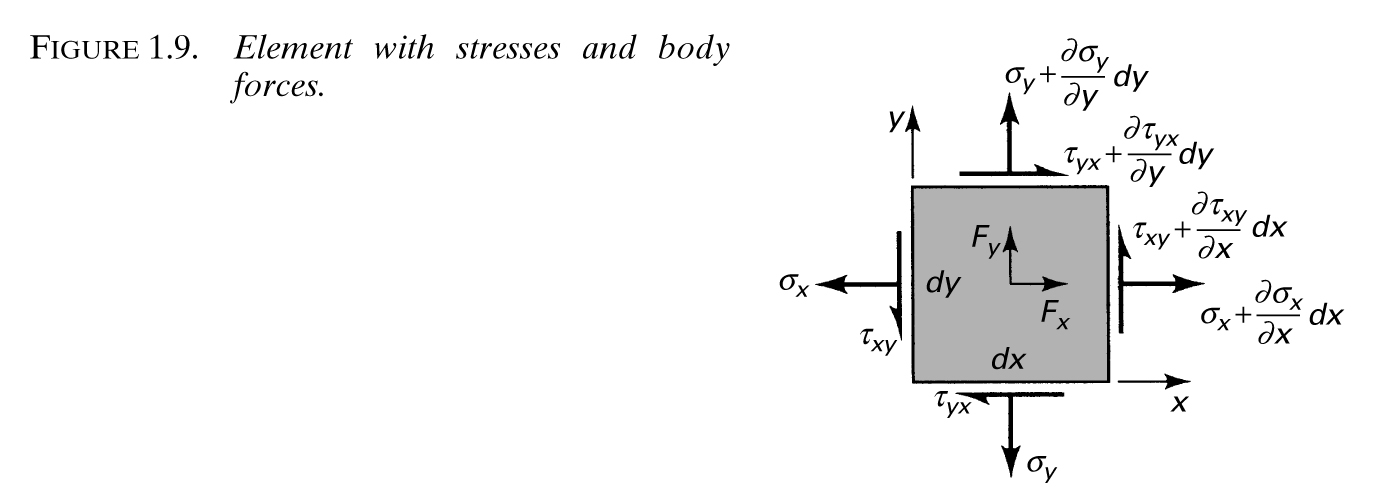 FIGURE 1.9. Element with stresses and body
forces.
σy + ∂σy/∂y dy
y
τyx + ∂τyx/∂y dy
τxy + ∂τxy/∂x dx
Fy
σx
dy
Fx
σx + ∂σx/∂x dx
τxy
dx
τyx
x
σy